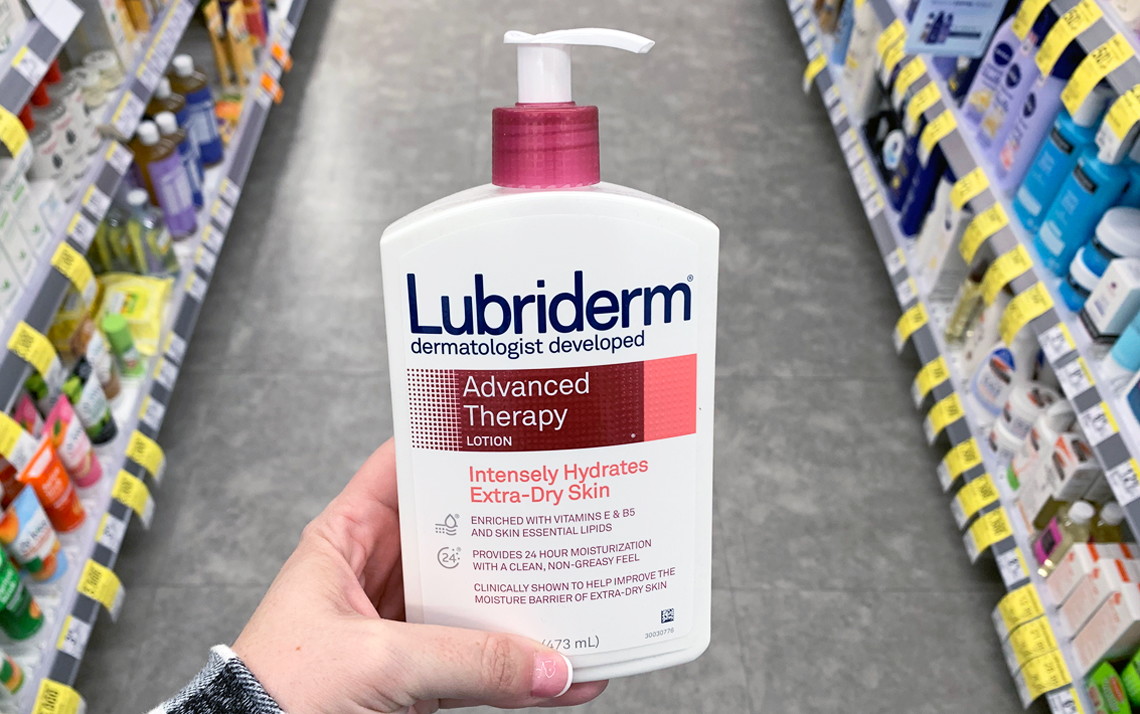 Lubriderm®
dermatologist developed
Advanced
Therapy
LOTION
Intensely Hydrates
Extra-Dry Skin
ENRICHED WITH VITAMINS E & B5
AND SKIN ESSENTIAL LIPIDS
24
PROVIDES 24 HOUR MOISTURIZATION
WITH A CLEAN, NON-GREASY FEEL
CLINICALLY SHOWN TO HELP IMPROVE THE
MOISTURE BARRIER OF EXTRA-DRY SKIN
(473 mL)
30030776